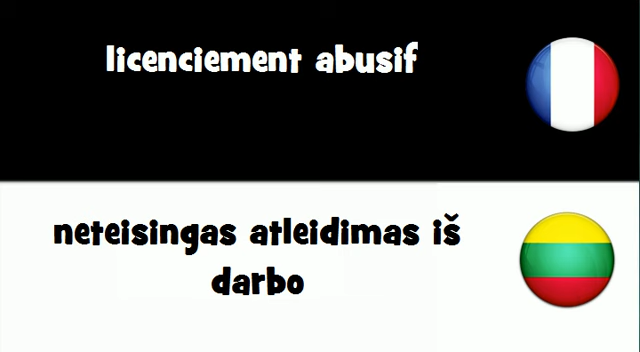 licenciement abusif
neteisingas atleidimas iš
darbo